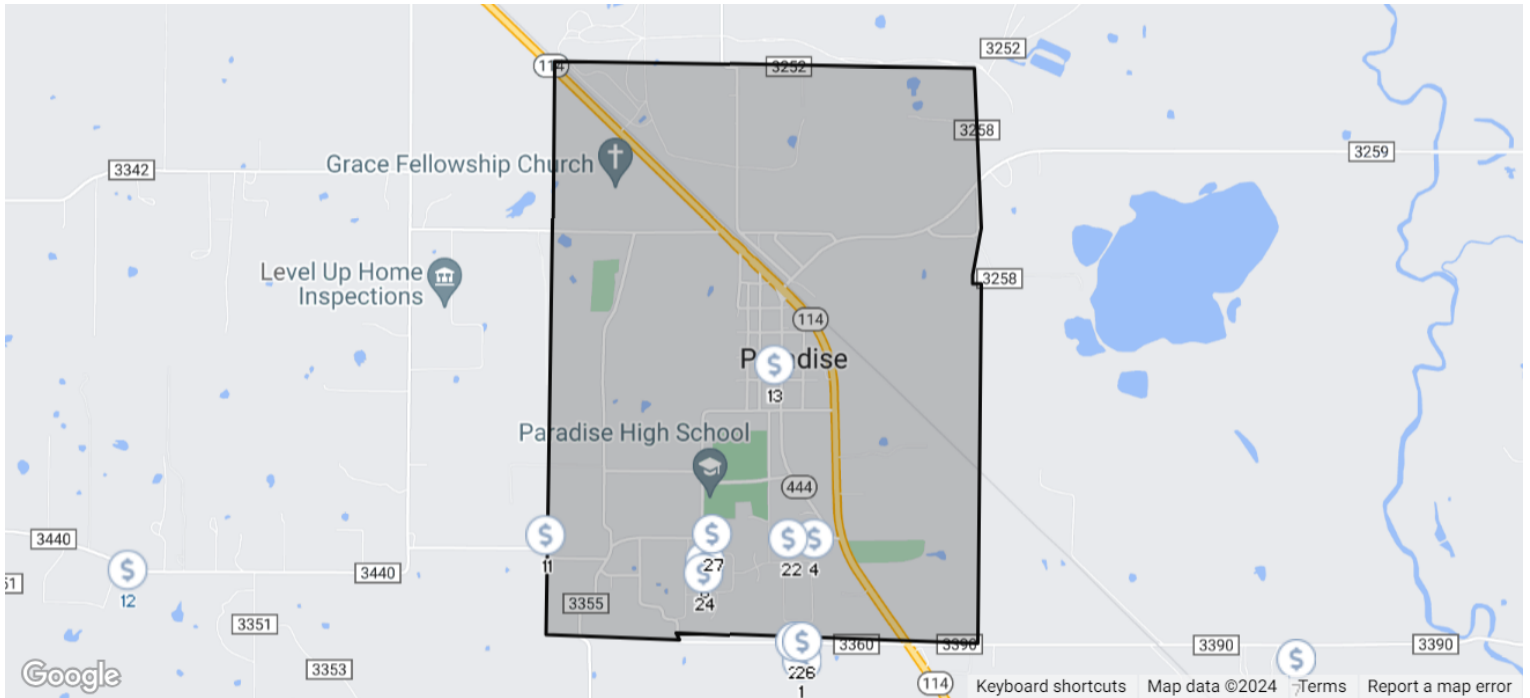 3252
114
3252
3258
3259
3342
Grace Fellowship Church
Level Up Home
Inspections
3258
114
Paradise
13
Paradise High School
444
3440
11
27
22
4
3440
12
24
3355
3351
3360
3390
3390
3390
3353
1
114
Google
Keyboard shortcuts
Map data ©2024
Terms
Report a map error